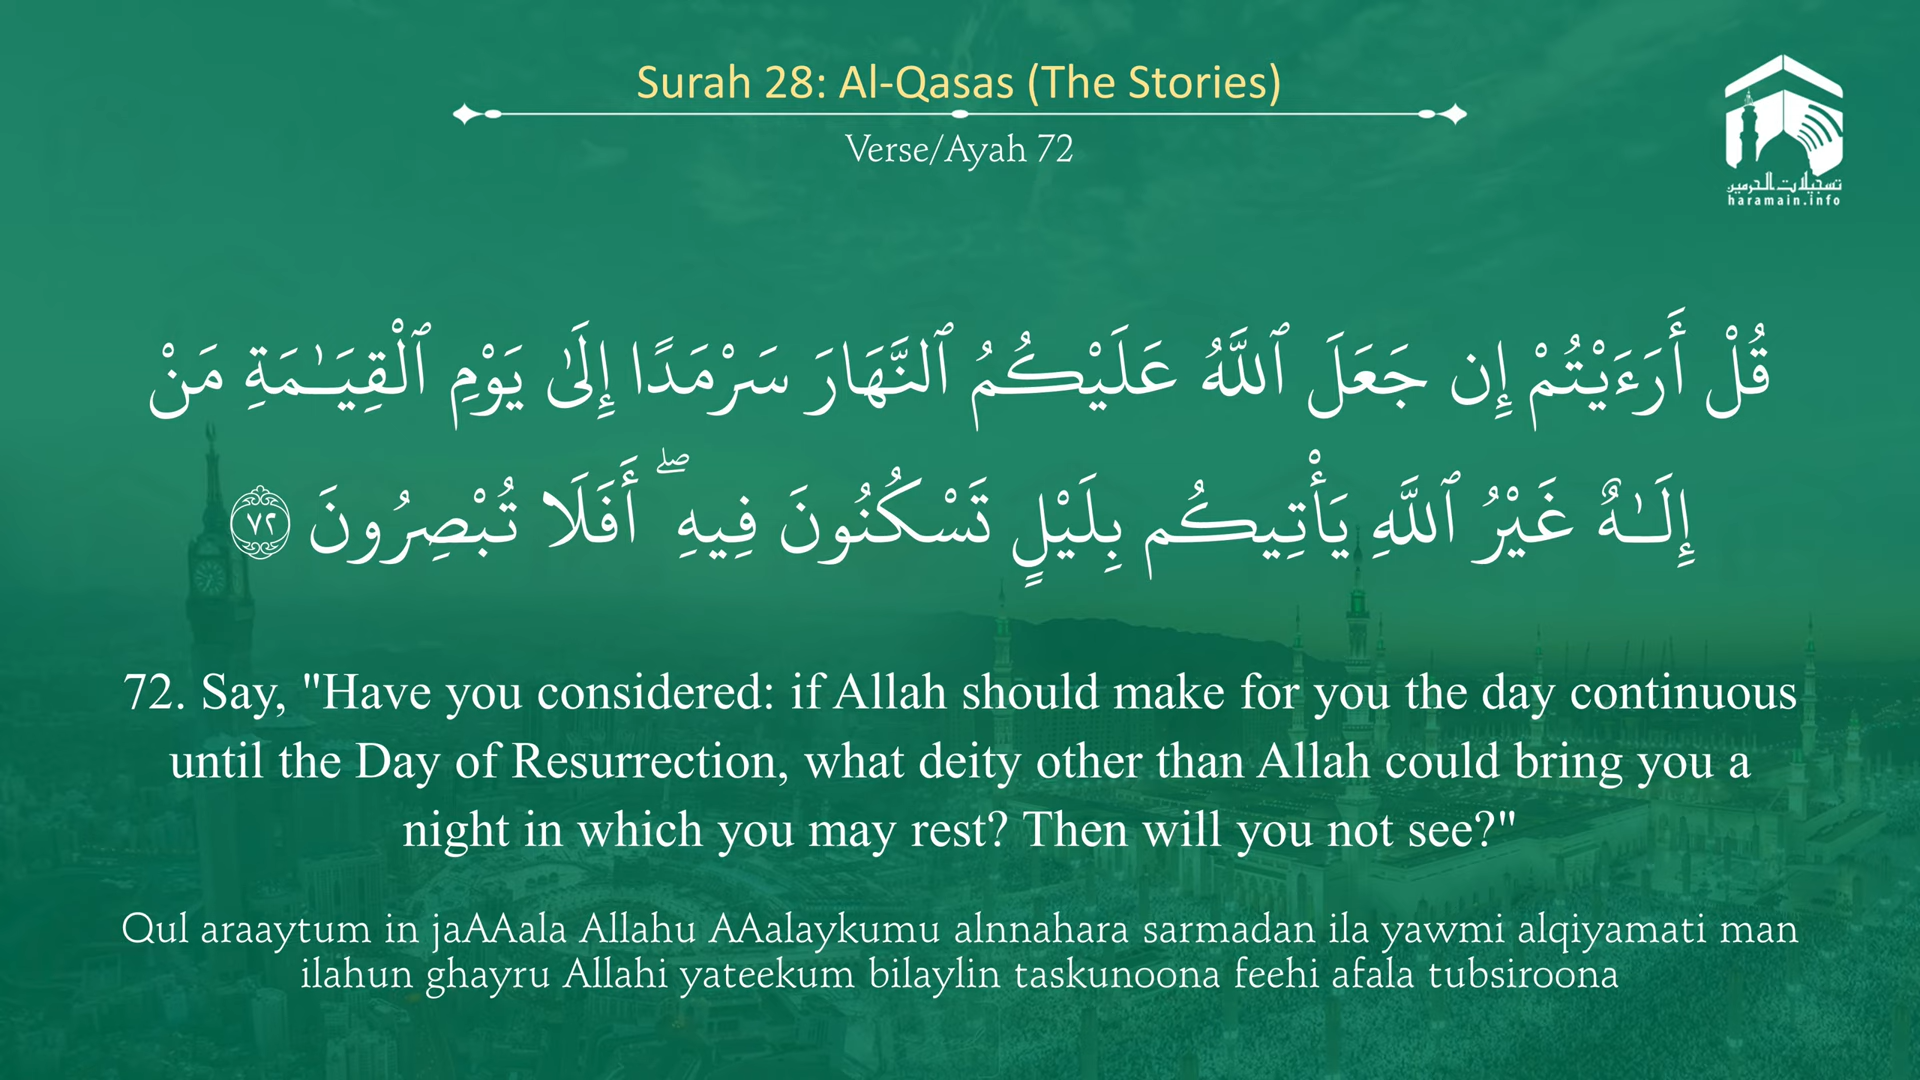 Surah 28: Al-Qasas (The Stories)
Verse/Ayah 72
تسجيلات الحرمين
haramain.info
قُلْ أَرَءَيْتُمْ إِن جَعَلَ ٱللَّهُ عَلَيْكُمُ ٱلنَّهَارَ سَرْمَدًا إِلَىٰ يَوْمِ ٱلْقِيَـٰمَةِ مَنْ
إِلَـٰهٌ غَيْرُ ٱللَّهِ يَأْتِيكُم بِلَيْلٍ تَسْكُنُونَ فِيهِ ۖ أَفَلَا تُبْصِرُونَ ٧٢
72. Say, "Have you considered: if Allah should make for you the day continuous
until the Day of Resurrection, what deity other than Allah could bring you a
night in which you may rest? Then will you not see?"
Qul araaytum in jaAAala Allahu AAalaykumu alnnahara sarmadan ila yawmi alqiyamati man
ilahun ghayru Allahi yateekum bilaylin taskunoona feehi afala tubsiroona